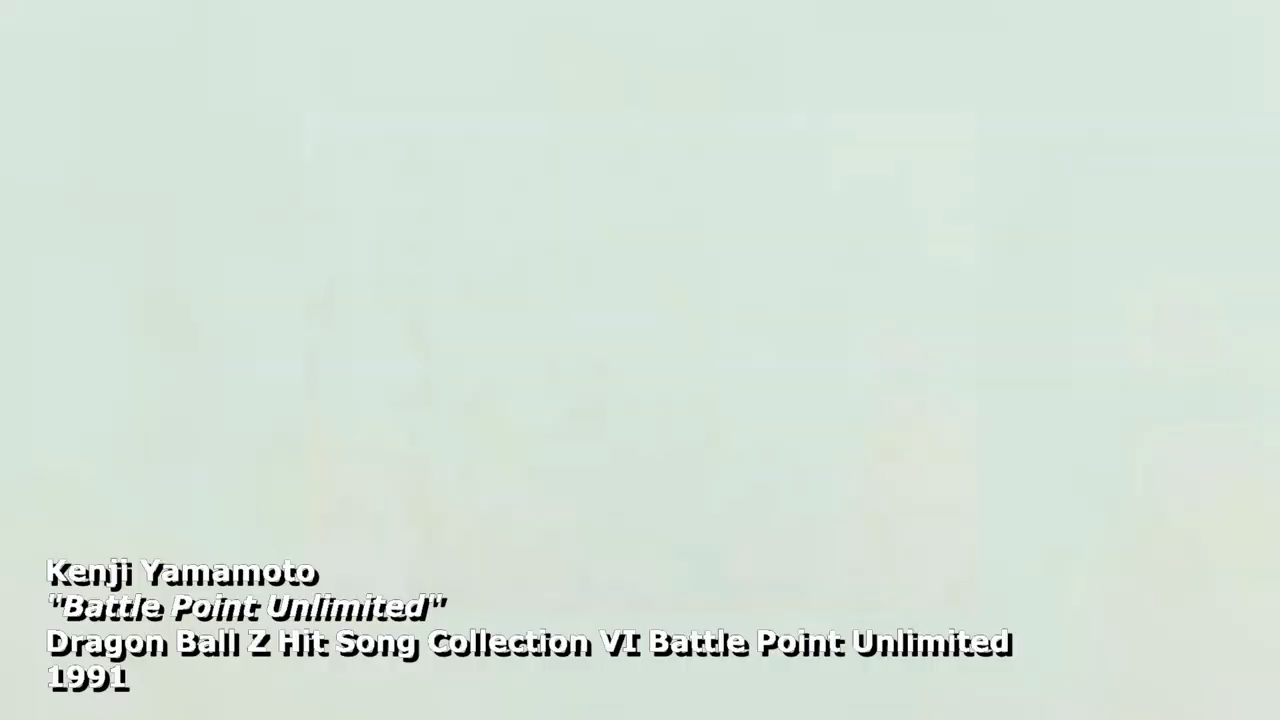 Kenji Yamamoto
"Battle Point Unlimited"
Dragon Ball Z Hit Song Collection VI Battle Point Unlimited
1991